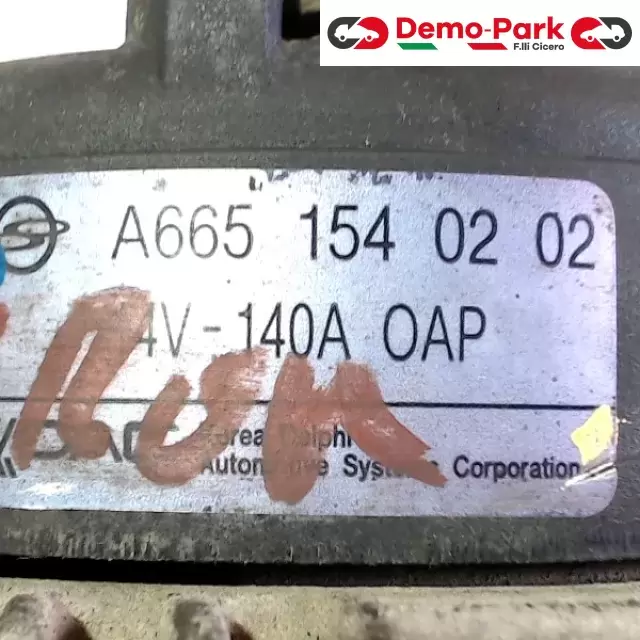 Demo-Park
F.lli Cicero
A665 154 02 02
4V-140A OAP
Korea Delphi
Automotive Systems Corporation